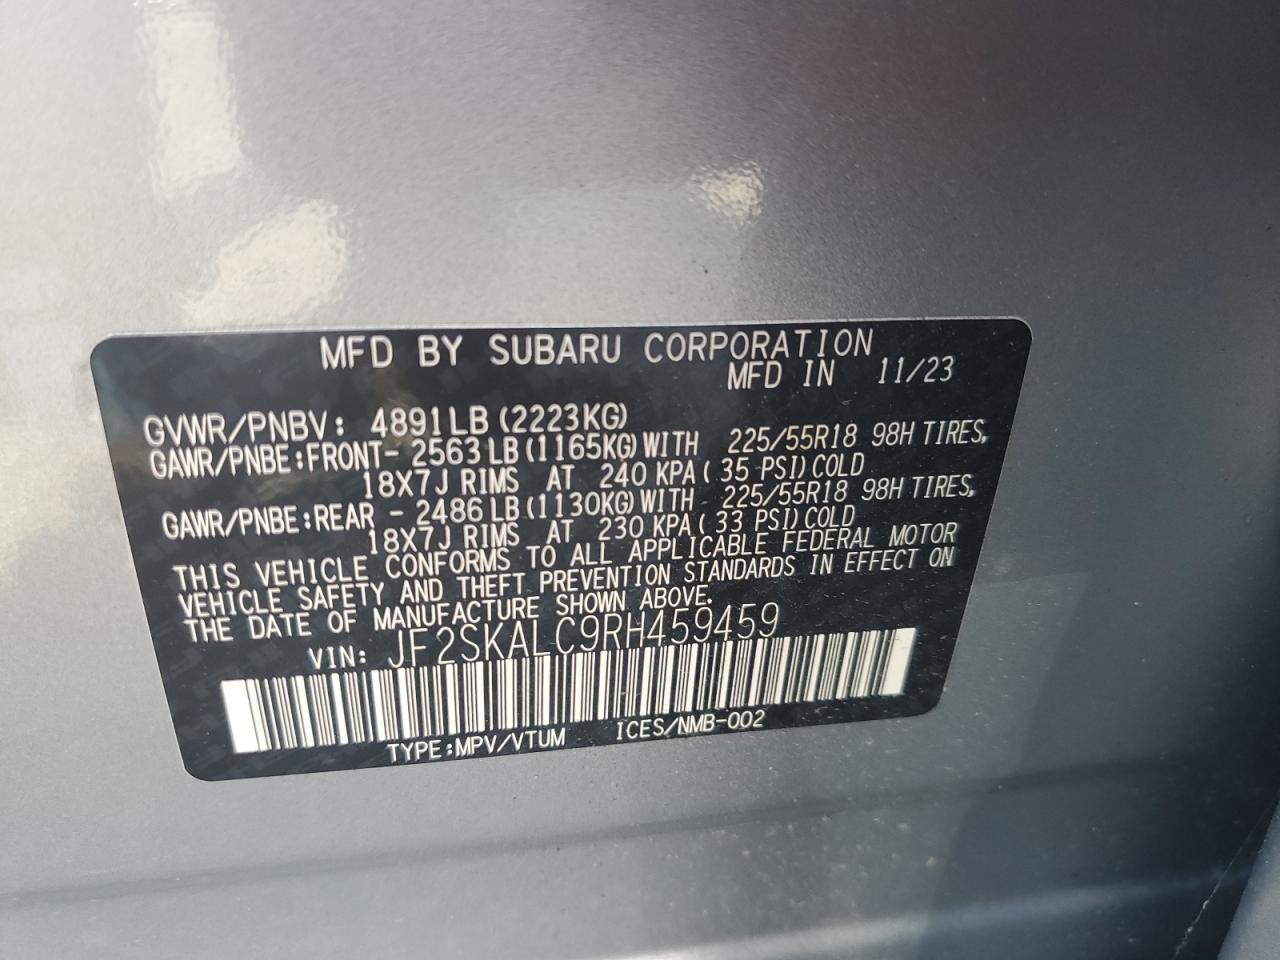 MFD BY SUBARU CORPORATION
MFD IN 11/23
GVWR/PNBV: 4891LB (2223KG)
GAWR/PNBE:FRONT- 2563LB (1165KG) WITH 225/55R18 98H TIRES,
18X7J RIMS AT 240 KPA ( 35 PSI) COLD
GAWR/PNBE:REAR - 2486LB (1130KG) WITH 225/55R18 98H TIRES,
18X7J RIMS AT 230 KPA ( 33 PSI) COLD
THIS VEHICLE CONFORMS TO ALL APPLICABLE FEDERAL MOTOR
VEHICLE SAFETY AND THEFT PREVENTION STANDARDS IN EFFECT ON
THE DATE OF MANUFACTURE SHOWN ABOVE.
VIN: JF2SKALC9RH459459
TYPE:MPV/VTUM ICES/NMB-002